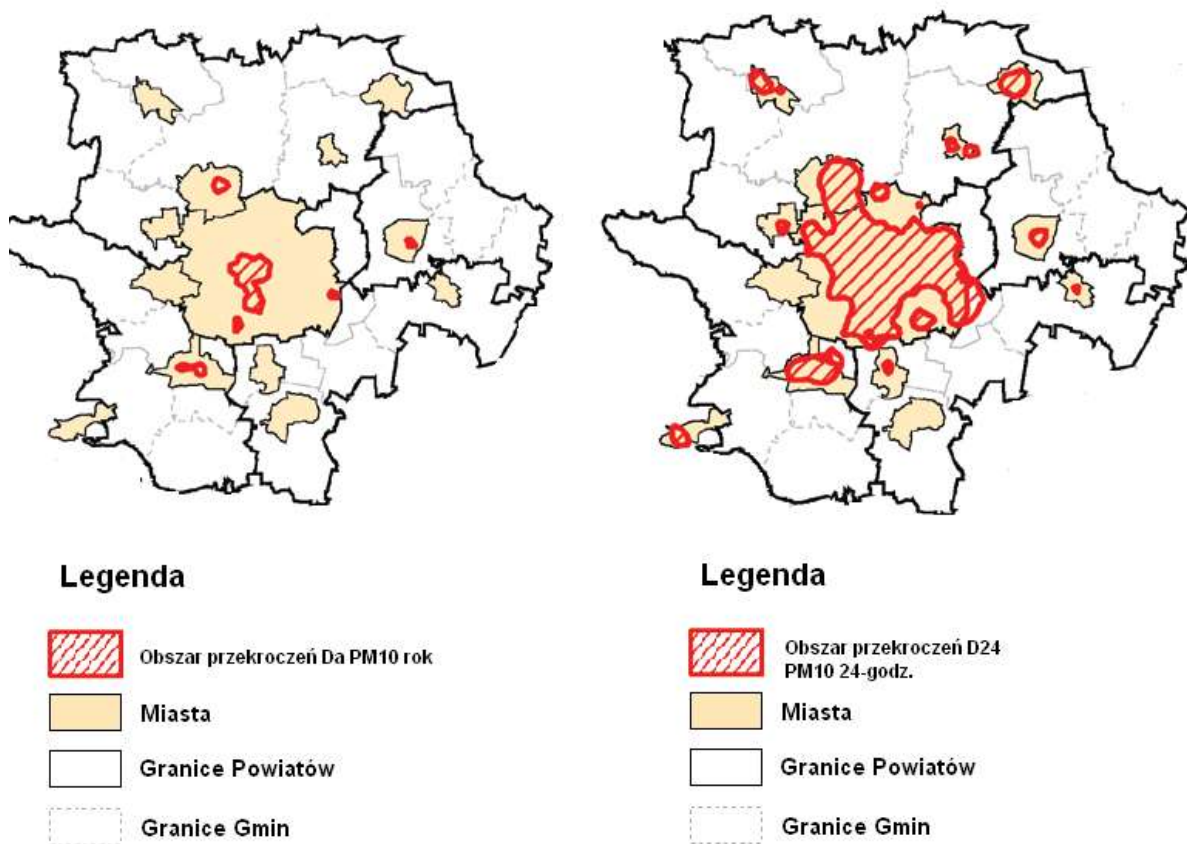 Legenda
Obszar przekroczeń Da PM10 rok
Miasta
Granice Powiatów
Granice Gmin
Legenda
Obszar przekroczeń D24
PM10 24-godz.
Miasta
Granice Powiatów
Granice Gmin